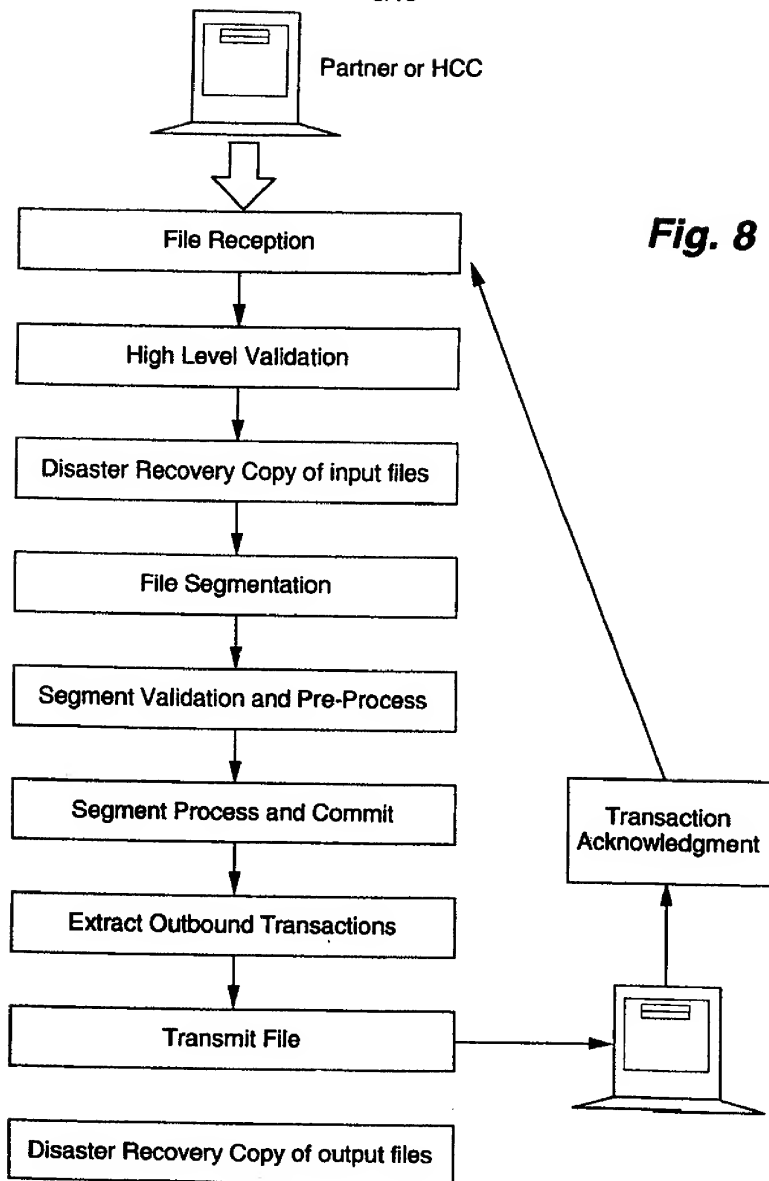 Partner or HCC
File Reception
Fig. 8
High Level Validation
Disaster Recovery Copy of input files
File Segmentation
Segment Validation and Pre-Process
Segment Process and Commit
Transaction
Acknowledgment
Extract Outbound Transactions
Transmit File
Disaster Recovery Copy of output files